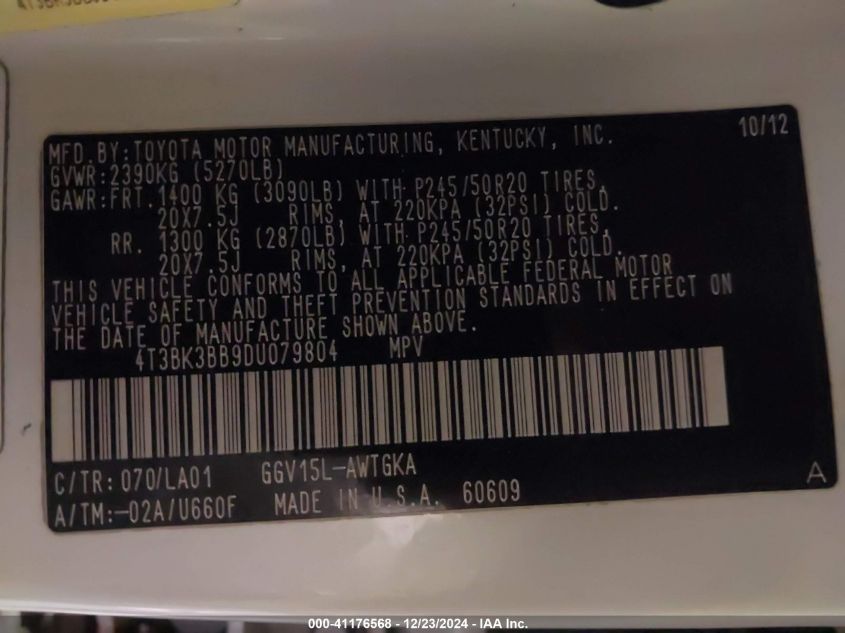 MFD.BY:TOYOTA MOTOR MANUFACTURING, KENTUCKY, INC. 10/12
GVWR:2390KG (5270LB)
GAWR:FRT.1400 KG (3090LB) WITH P245/50R20 TIRES,
20X7.5J RIMS, AT 220KPA (32PSI) COLD.
RR. 1300 KG (2870LB) WITH P245/50R20 TIRES,
20X7.5J RIMS, AT 220KPA (32PSI) COLD.
THIS VEHICLE CONFORMS TO ALL APPLICABLE FEDERAL MOTOR
VEHICLE SAFETY AND THEFT PREVENTION STANDARDS IN EFFECT ON
THE DATE OF MANUFACTURE SHOWN ABOVE.
4T3BK3BB9DU079804 MPV
C/TR: 070/LA01 GGV15L-AWTGKA
A/TM:-02A/U660F MADE IN U.S.A. 60609 A
000-41176568 - 12/23/2024 - IAA Inc.